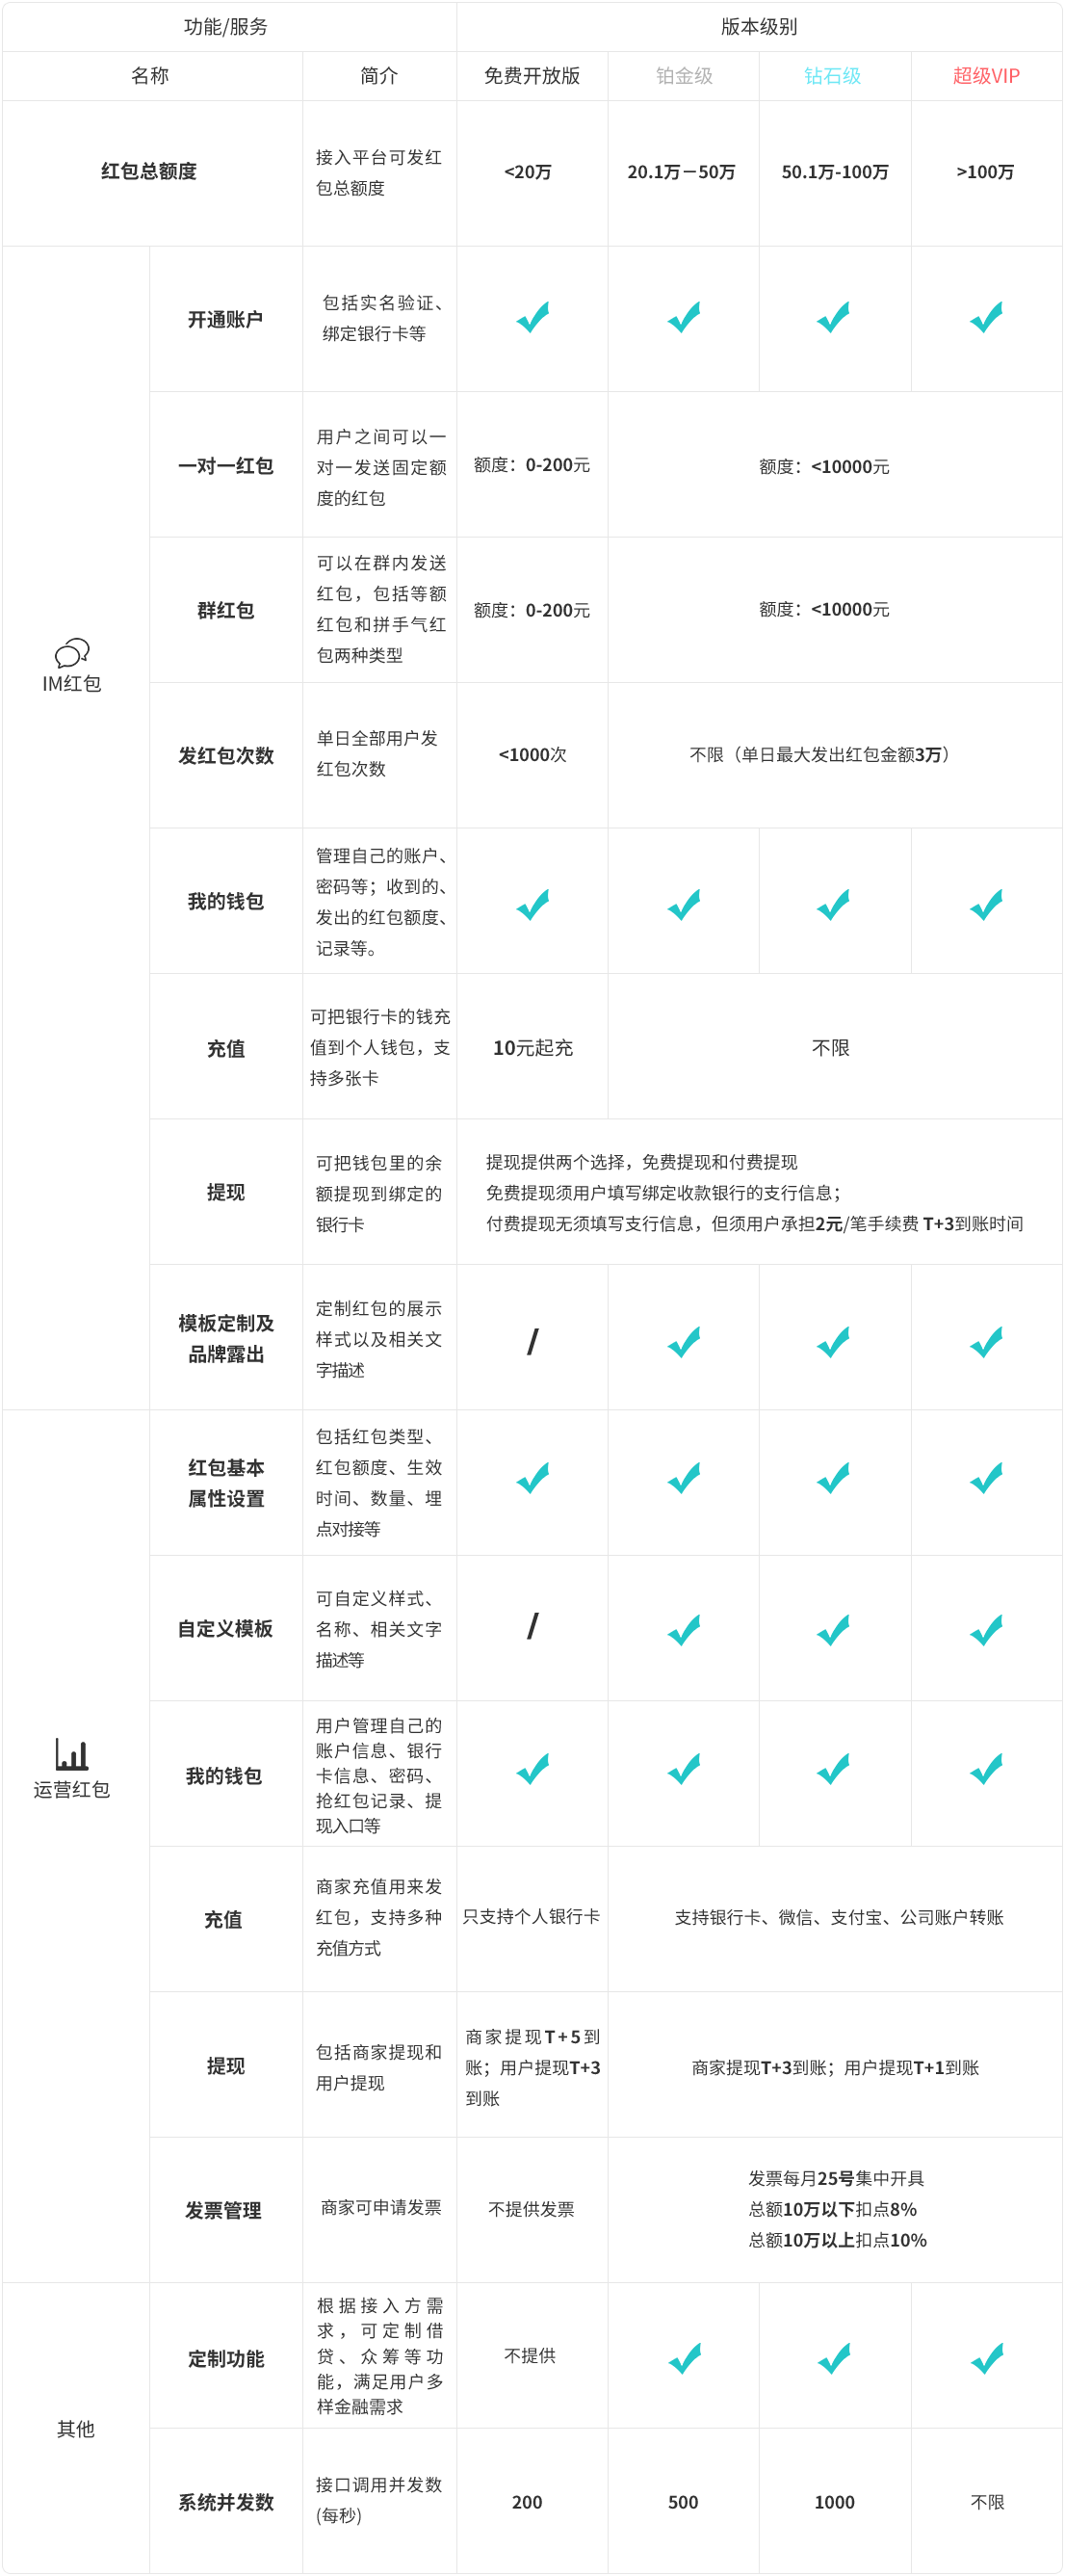 功能/服务
版本级别
名称
简介
免费开放版
铂金级
钻石级
超级VIP
红包总额度
接入平台可发红
包总额度
<20万
20.1万－50万
50.1万-100万
>100万
IM红包
开通账户
包括实名验证、
绑定银行卡等
一对一红包
用户之间可以一
对一发送固定额
度的红包
额度：0-200元
额度：<10000元
群红包
可以在群内发送
红包，包括等额
红包和拼手气红
包两种类型
额度：0-200元
额度：<10000元
发红包次数
单日全部用户发
红包次数
<1000次
不限（单日最大发出红包金额3万）
我的钱包
管理自己的账户、
密码等；收到的、
发出的红包额度、
记录等。
充值
可把银行卡的钱充
值到个人钱包，支
持多张卡
10元起充
不限
提现
可把钱包里的余
额提现到绑定的
银行卡
提现提供两个选择，免费提现和付费提现
免费提现须用户填写绑定收款银行的支行信息；
付费提现无须填写支行信息，但须用户承担2元/笔手续费 T+3到账时间
模板定制及
品牌露出
定制红包的展示
样式以及相关文
字描述
/
运营红包
红包基本
属性设置
包括红包类型、
红包额度、生效
时间、数量、埋
点对接等
自定义模板
可自定义样式、
名称、相关文字
描述等
/
我的钱包
用户管理自己的
账户信息、银行
卡信息、密码、
抢红包记录、提
现入口等
充值
商家充值用来发
红包，支持多种
充值方式
只支持个人银行卡
支持银行卡、微信、支付宝、公司账户转账
提现
包括商家提现和
用户提现
商家提现T+5到
账；用户提现T+3
到账
商家提现T+3到账；用户提现T+1到账
发票管理
商家可申请发票
不提供发票
发票每月25号集中开具
总额10万以下扣点8%
总额10万以上扣点10%
其他
定制功能
根据接入方需
求，可定制借
贷、众筹等功
能，满足用户多
样金融需求
不提供
系统并发数
接口调用并发数
(每秒)
200
500
1000
不限